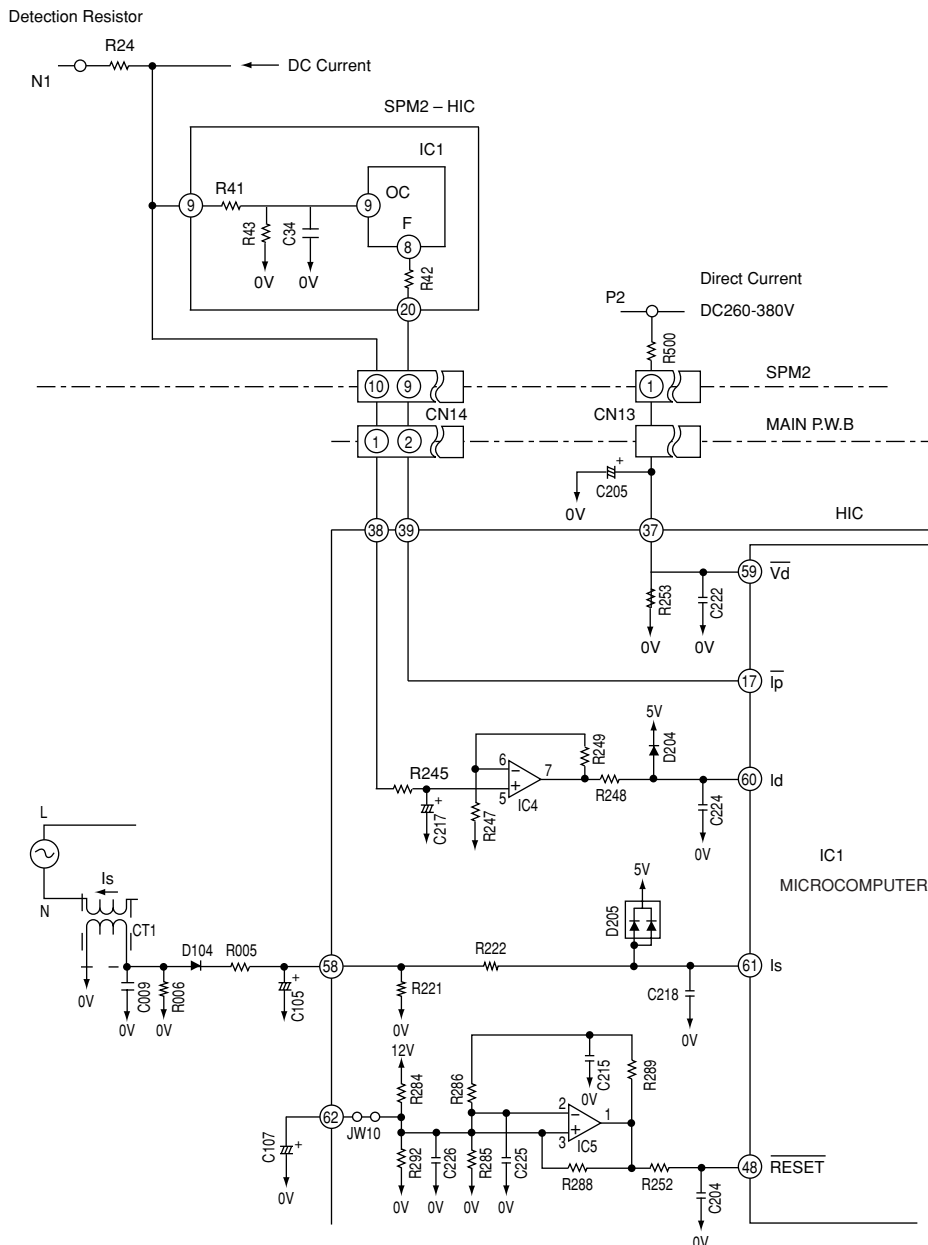 Detection Resistor
R24
N1
DC Current
SPM2 – HIC
IC1
9
R41
9
OC
R43
C34
F
8
0V
0V
R42
20
Direct Current
P2
DC260-380V
R500
10
9
1
SPM2
CN14
CN13
MAIN P.W.B
1
2
+
C205
0V
38
39
37
HIC
59
Vd
R253
C222
0V
0V
17
Ip
5V
D204
R249
R245
6
–
7
5
+
IC4
R248
60
Id
+
C217
R247
C224
0V
L
Is
N
CT1
IC1
MICROCOMPUTER
5V
D205
D104
R005
58
R222
61
Is
0V
C009
R006
+
C105
R221
C218
0V
0V
0V
0V
0V
12V
R284
R286
C215
R289
0V
62
JW10
2
–
1
3
+
IC5
C107
+
R292
C226
R285
C225
R288
R252
C204
48
RESET
0V
0V
0V
0V
0V
0V